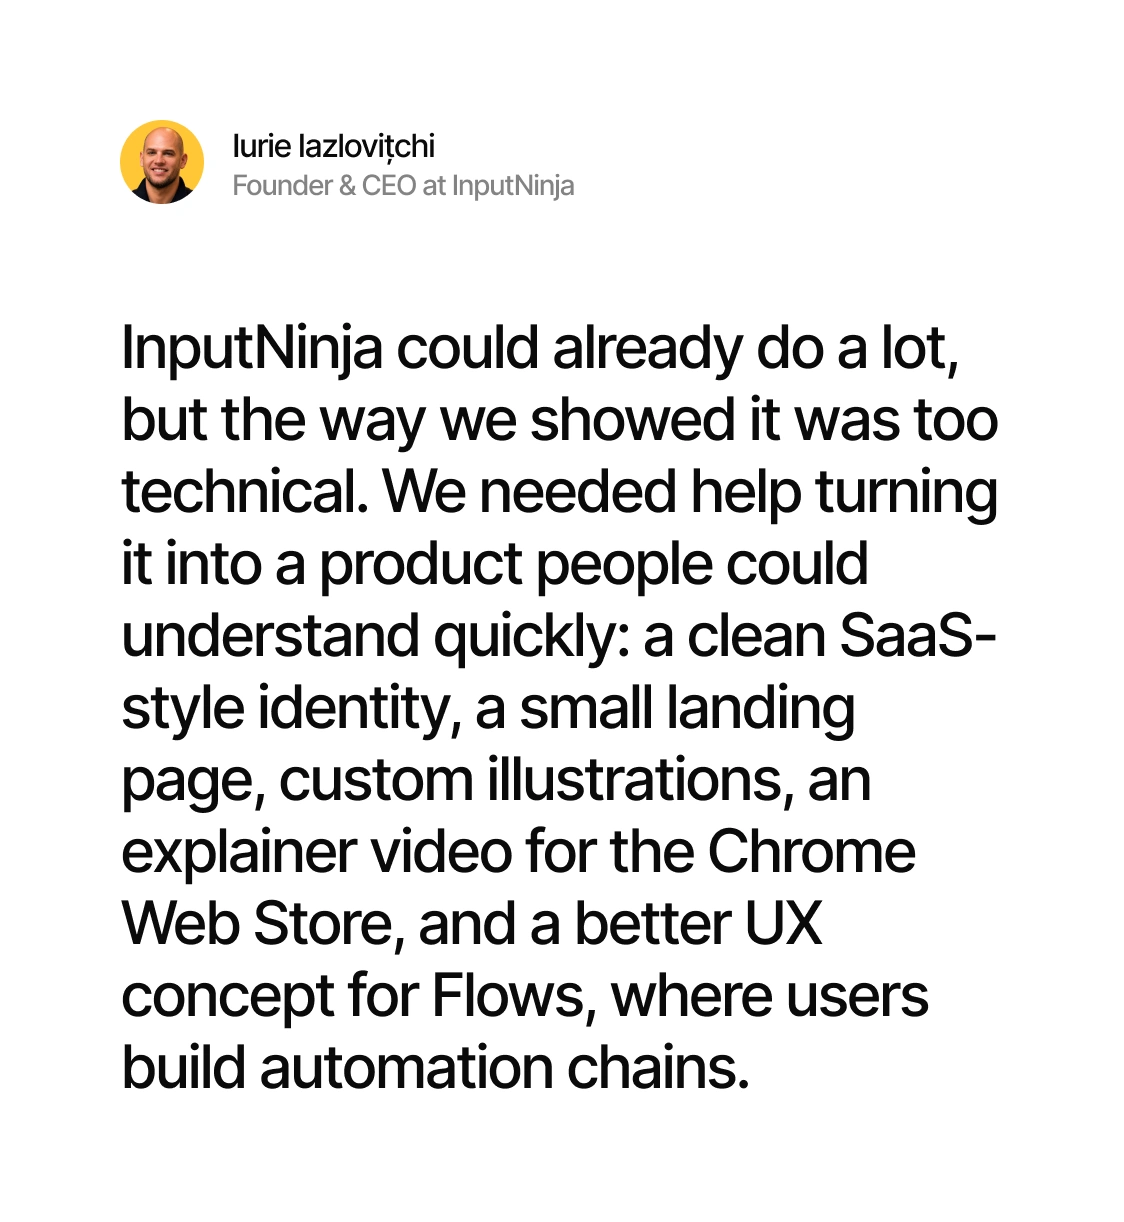 Iurie Iazlovițchi
Founder & CEO at InputNinja
InputNinja could already do a lot,
but the way we showed it was too
technical. We needed help turning
it into a product people could
understand quickly: a clean SaaS-
style identity, a small landing
page, custom illustrations, an
explainer video for the Chrome
Web Store, and a better UX
concept for Flows, where users
build automation chains.